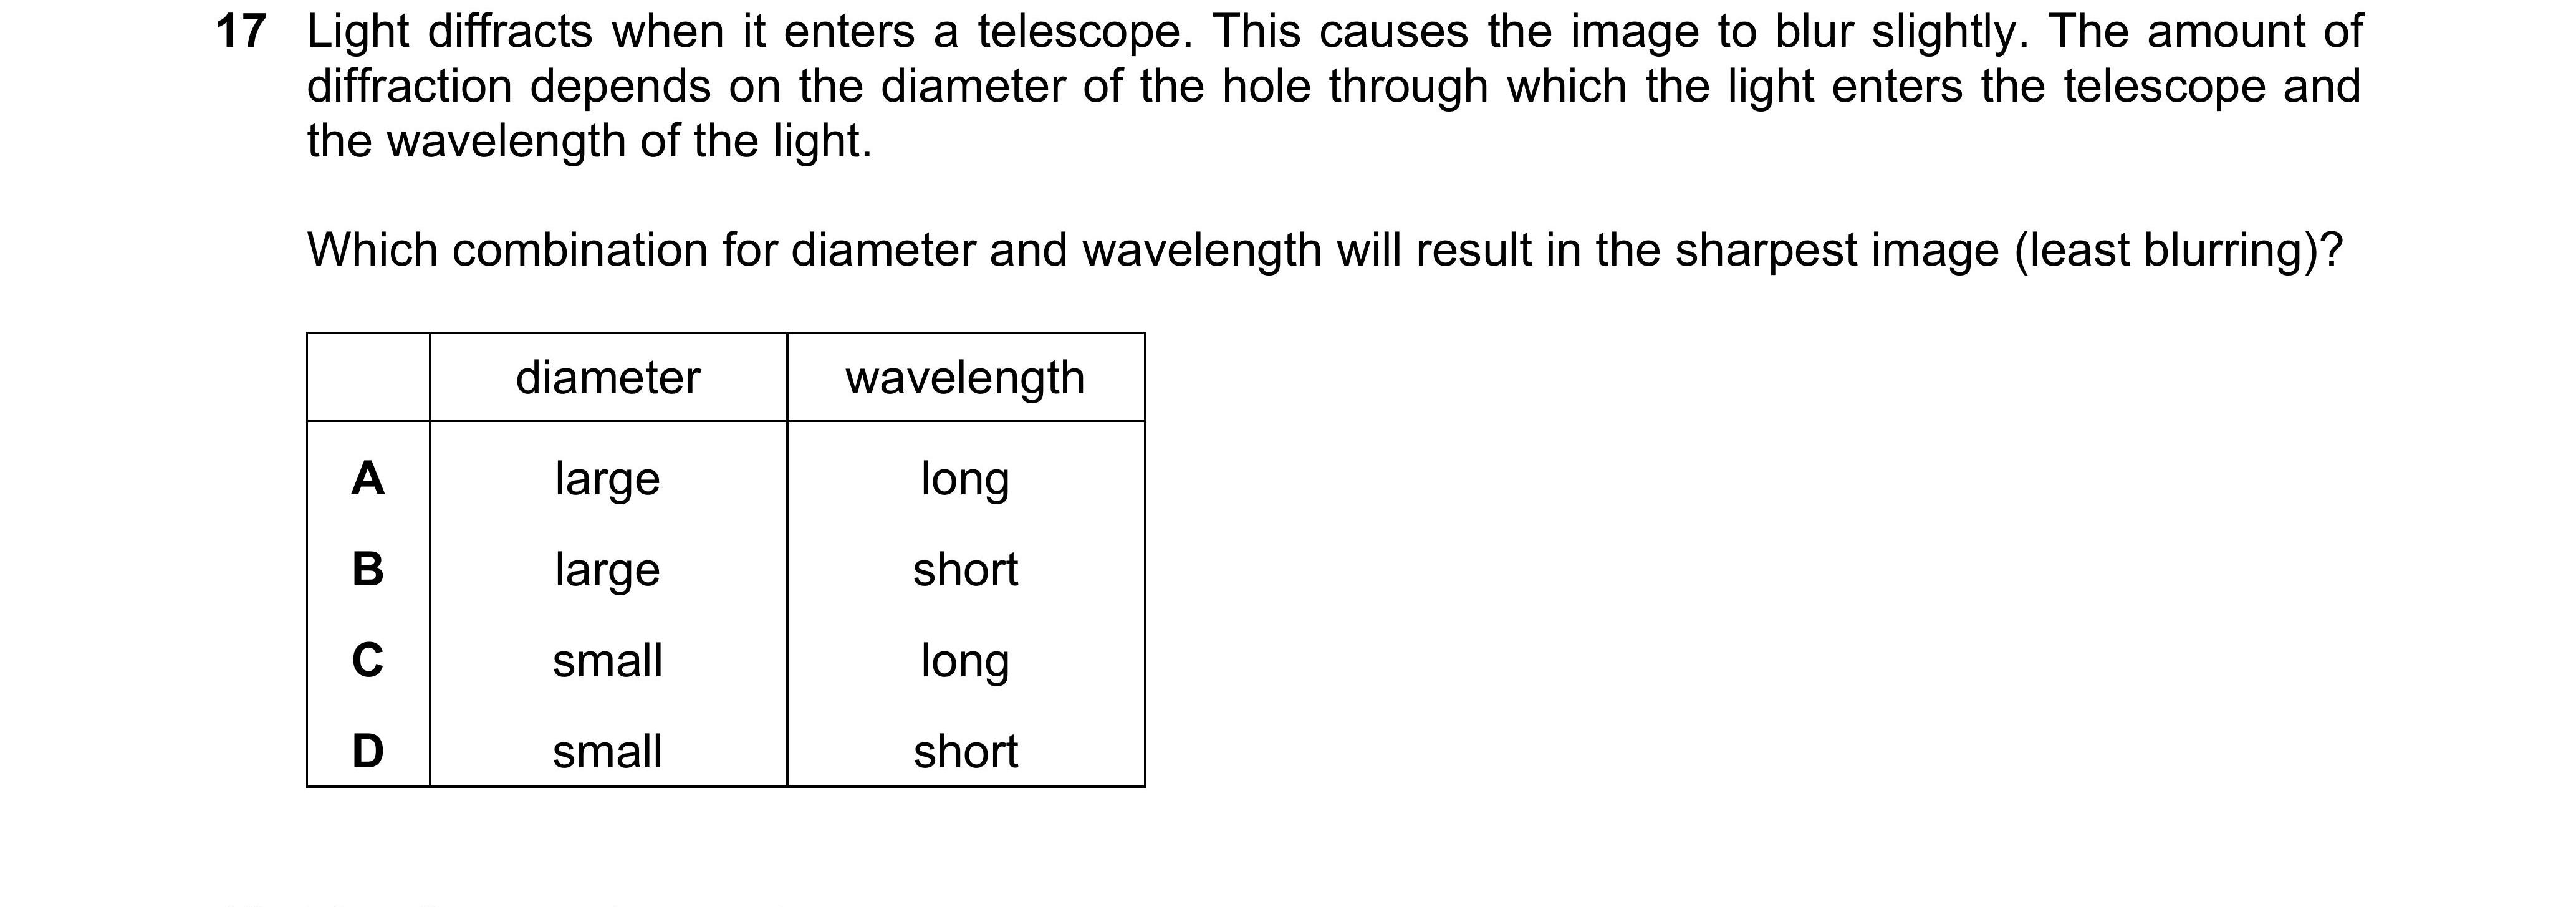 17 Light diffracts when it enters a telescope. This causes the image to blur slightly. The amount of
diffraction depends on the diameter of the hole through which the light enters the telescope and
the wavelength of the light.
Which combination for diameter and wavelength will result in the sharpest image (least blurring)?
diameter wavelength
A large long
B large short
C small long
D small short